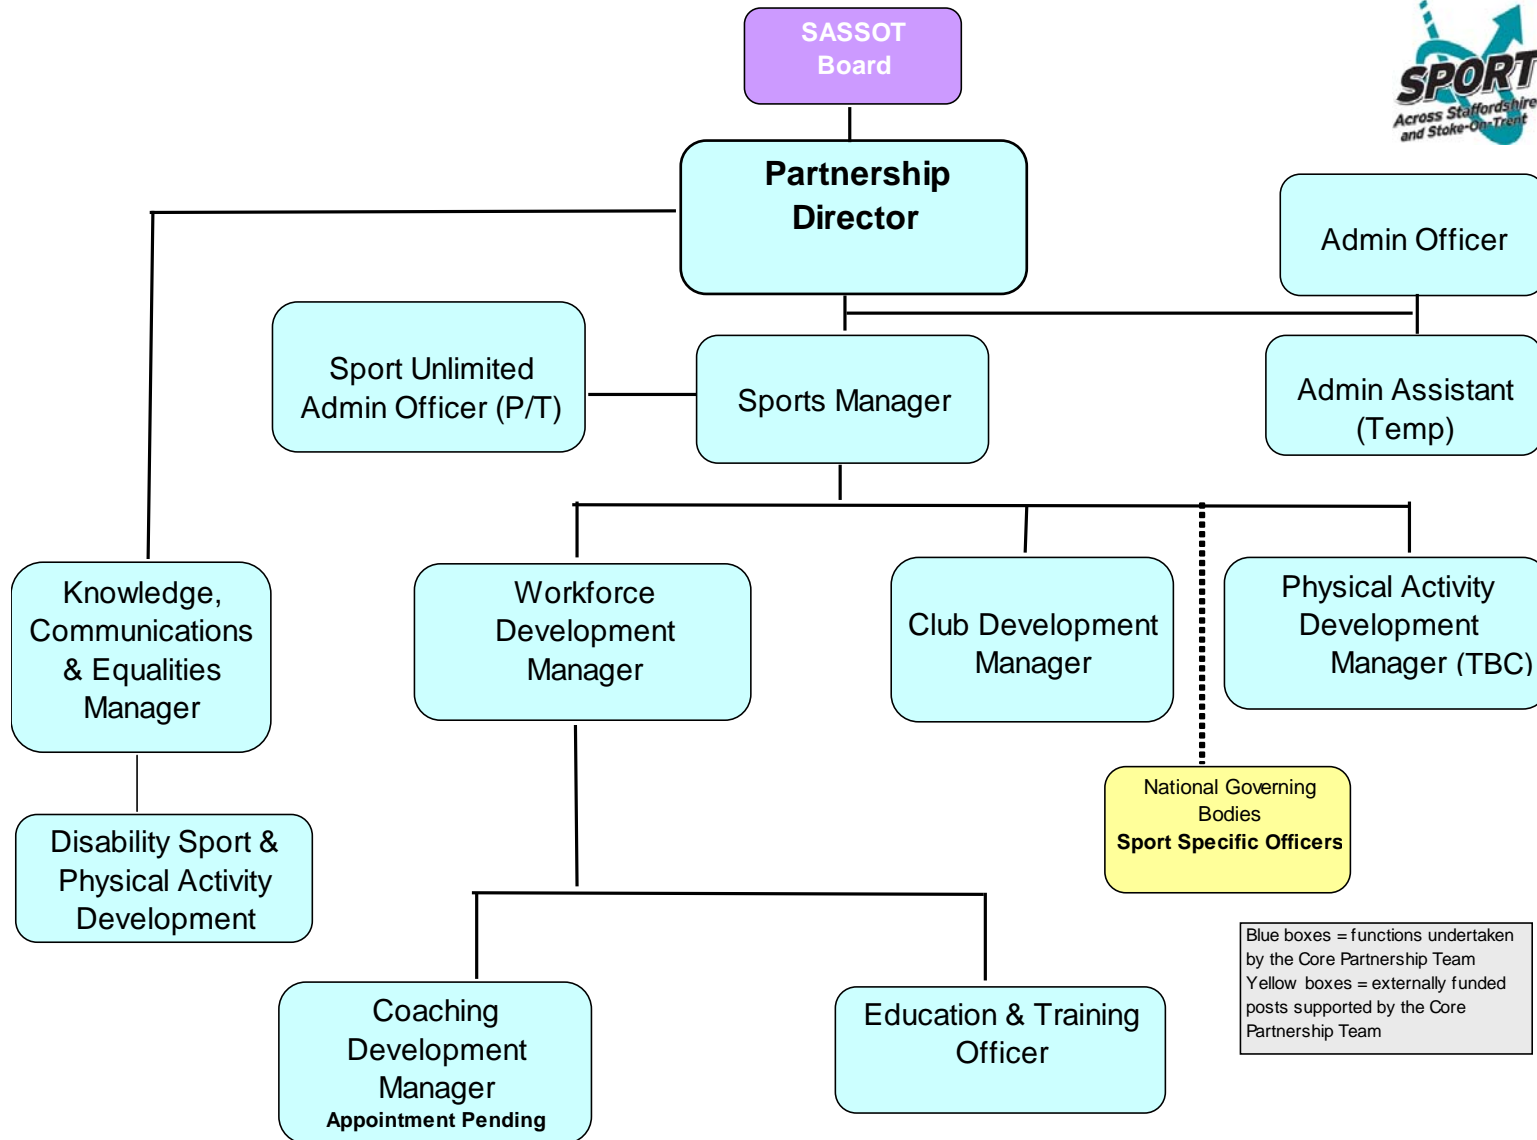 SASSOT
Board
SPORT
Across Staffordshire
and Stoke-On-Trent
Partnership
Director
Admin Officer
Sport Unlimited
Admin Officer (P/T)
Sports Manager
Admin Assistant
(Temp)
Knowledge,
Communications
& Equalities
Manager
Workforce
Development
Manager
Club Development
Manager
Physical Activity
Development
Manager (TBC)
National Governing
Bodies
Sport Specific Officers
Disability Sport &
Physical Activity
Development
Coaching
Development
Manager
Appointment Pending
Education & Training
Officer
Blue boxes = functions undertaken
by the Core Partnership Team
Yellow boxes = externally funded
posts supported by the Core
Partnership Team